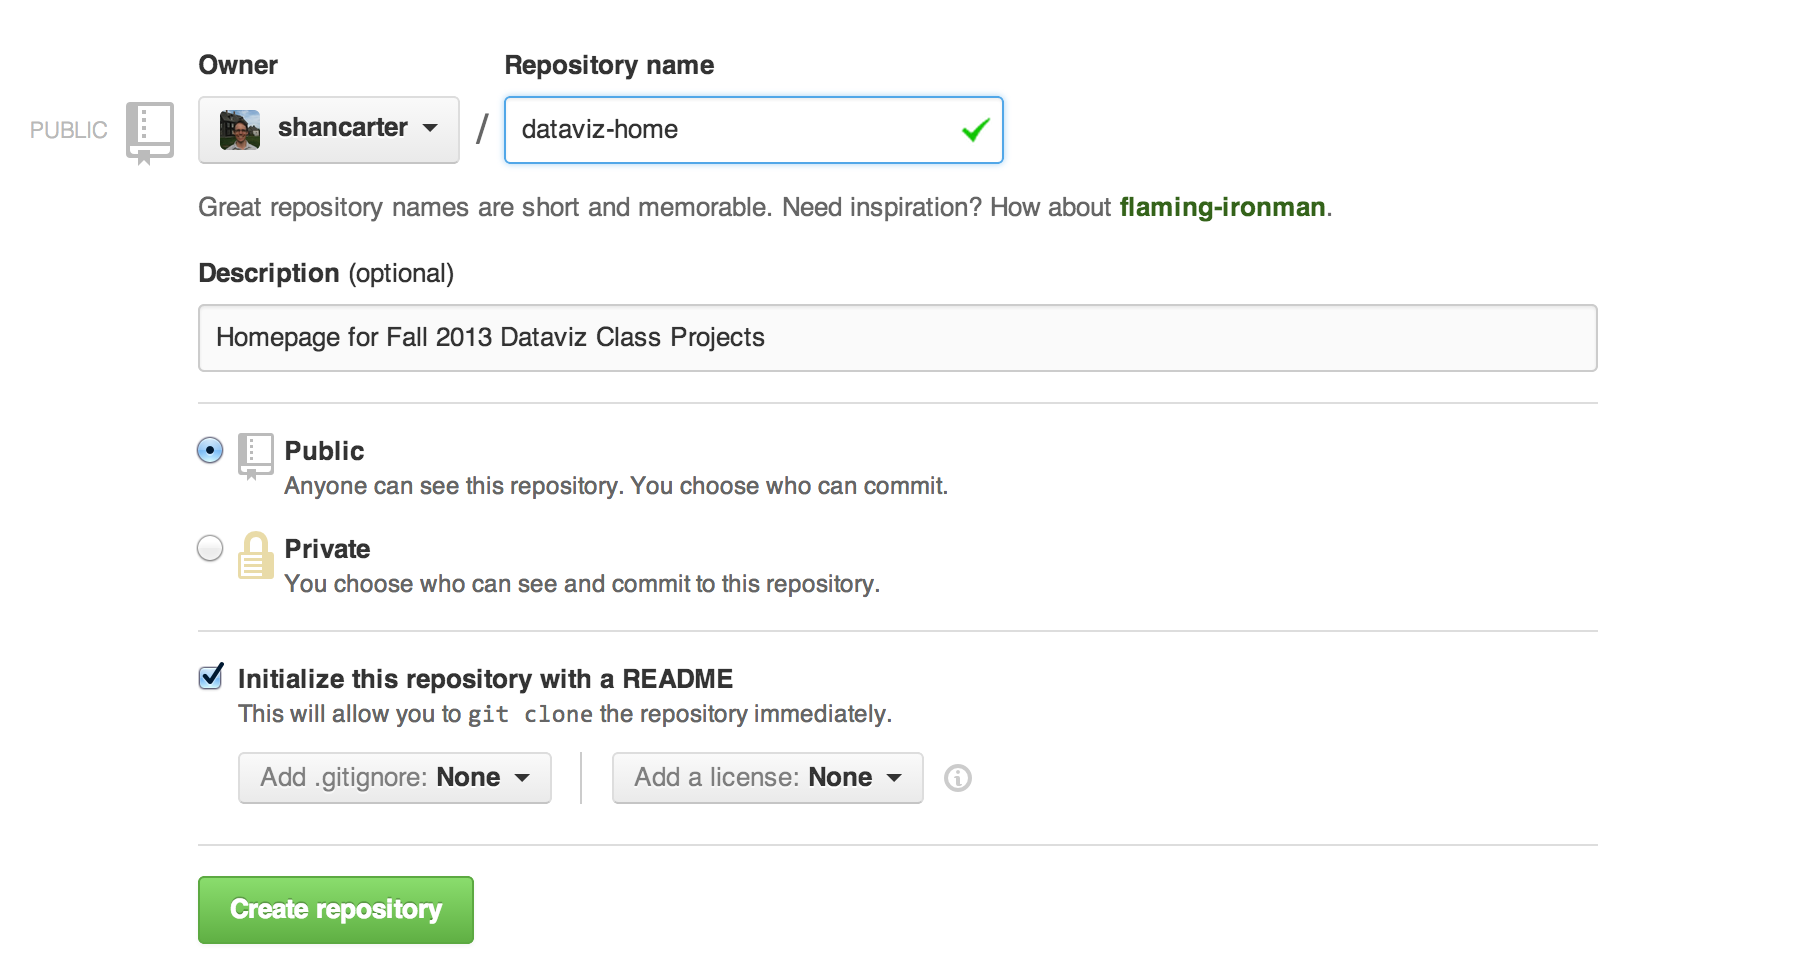 Owner
Repository name
PUBLIC
shancarter
/
dataviz-home
Great repository names are short and memorable. Need inspiration? How about flaming-ironman.
Description (optional)
Homepage for Fall 2013 Dataviz Class Projects
Public
Anyone can see this repository. You choose who can commit.
Private
You choose who can see and commit to this repository.
Initialize this repository with a README
This will allow you to git clone the repository immediately.
Add .gitignore: None
Add a license: None
Create repository